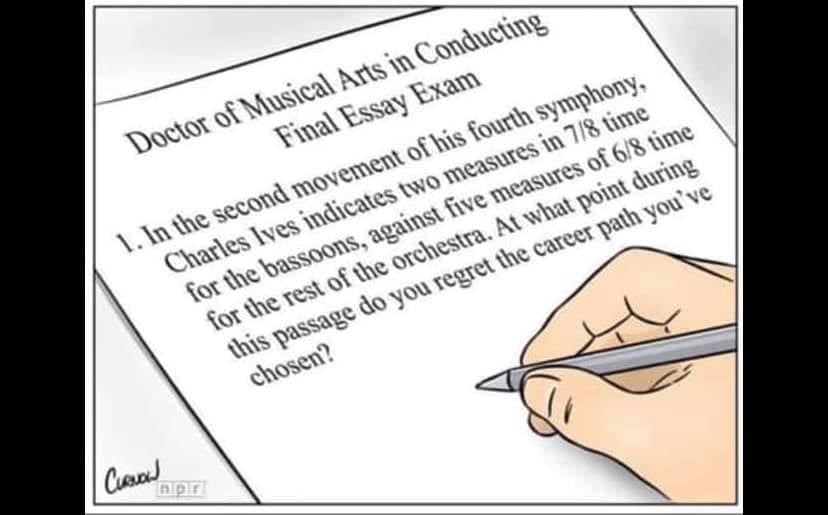 Doctor of Musical Arts in Conducting
Final Essay Exam
1. In the second movement of his fourth symphony,
Charles Ives indicates two measures in 7/8 time
for the bassoons, against five measures of 6/8 time
for the rest of the orchestra. At what point during
this passage do you regret the career path you've
chosen?
CURNOW
npr